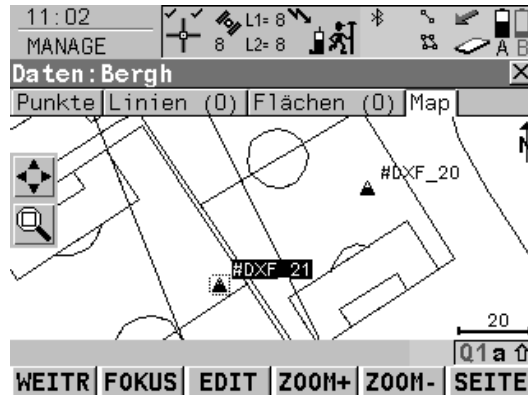 11:02
L1= 8
MANAGE
8 L2= 8
A B
Daten:Bergh
Punkte Linien (0) Flächen (0) Map
N
#DXF_20
#DXF_21
20
Q1 a
WEITR FOKUS EDIT ZOOM+ ZOOM- SEITE